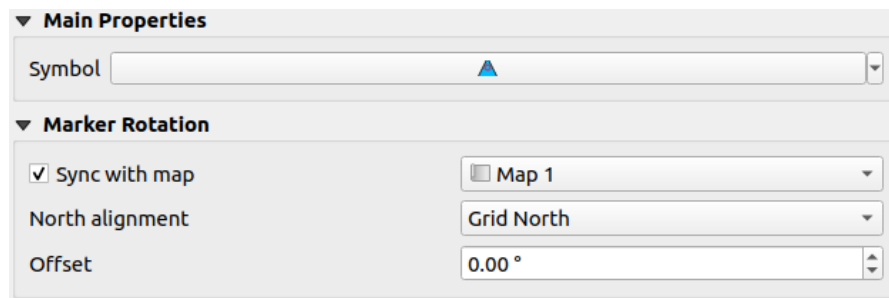 Main Properties
Symbol
Marker Rotation
Sync with map Map 1
North alignment Grid North
Offset 0.00 °